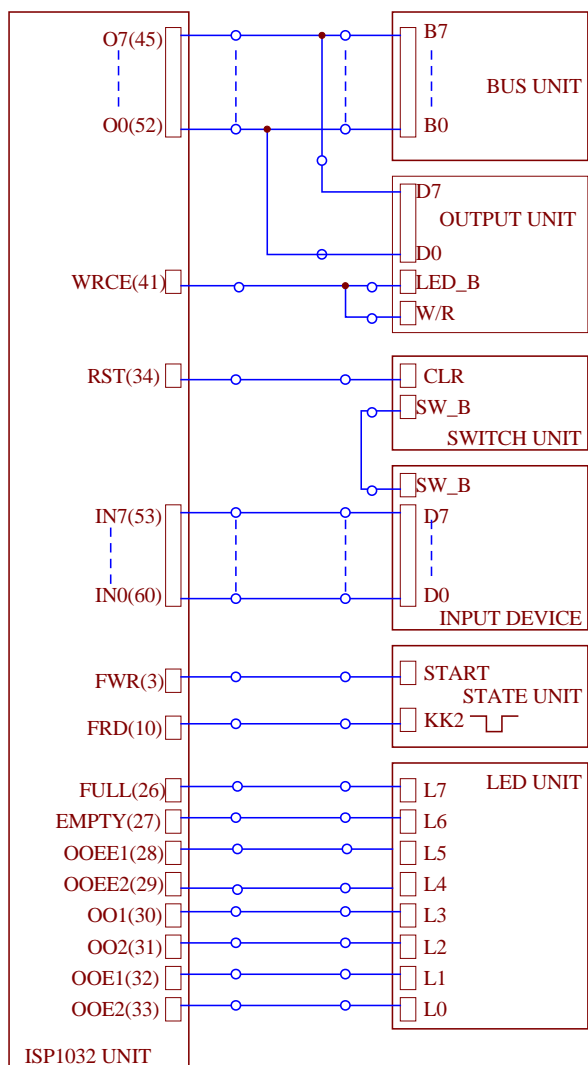 O7(45) B7
BUS UNIT
O0(52) B0
D7
OUTPUT UNIT
D0
WRCE(41) LED_B
W/R
RST(34) CLR
SW_B
SWITCH UNIT
SW_B
IN7(53) D7
IN0(60) D0
INPUT DEVICE
FWR(3) START
STATE UNIT
FRD(10) KK2
LED UNIT
FULL(26) L7
EMPTY(27) L6
OOEE1(28) L5
OOEE2(29) L4
OO1(30) L3
OO2(31) L2
OOE1(32) L1
OOE2(33) L0
ISP1032 UNIT